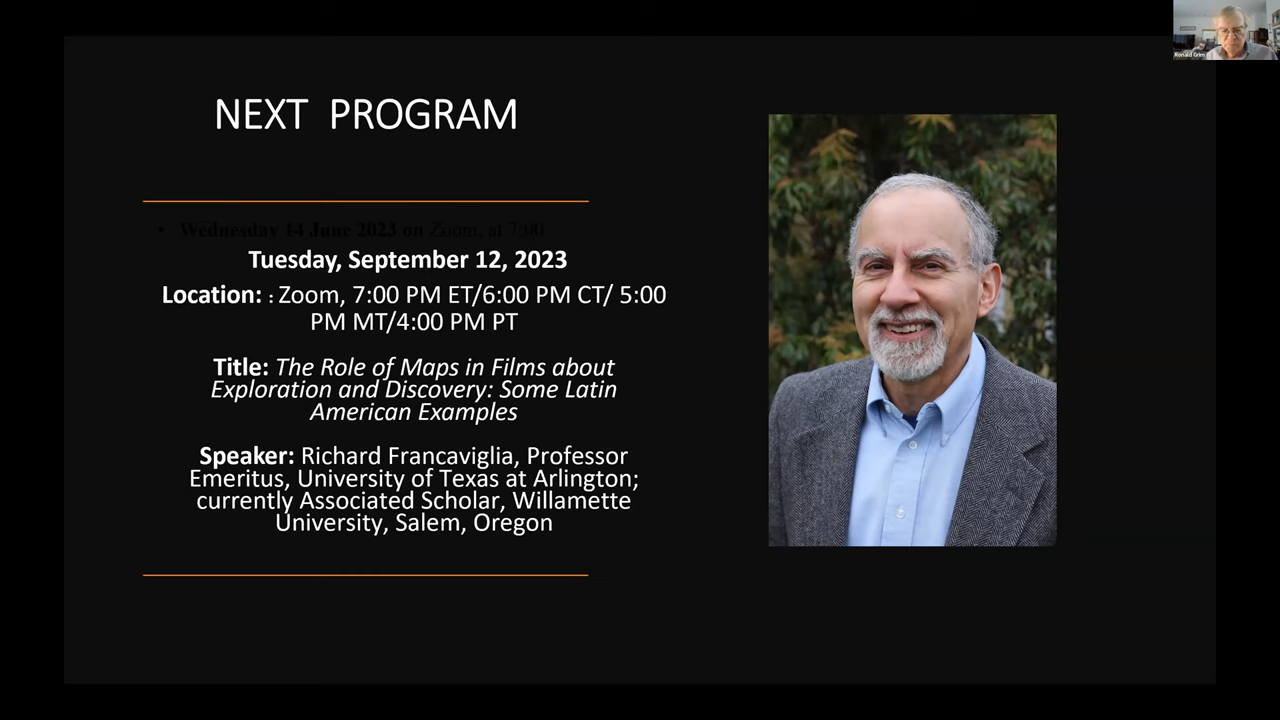 Ronald Grim
NEXT PROGRAM
• Wednesday 14 June 2023 on Zoom, at 7:00
Tuesday, September 12, 2023
Location: : Zoom, 7:00 PM ET/6:00 PM CT/ 5:00
PM MT/4:00 PM PT
Title: The Role of Maps in Films about
Exploration and Discovery: Some Latin
American Examples
Speaker: Richard Francaviglia, Professor
Emeritus, University of Texas at Arlington;
currently Associated Scholar, Willamette
University, Salem, Oregon